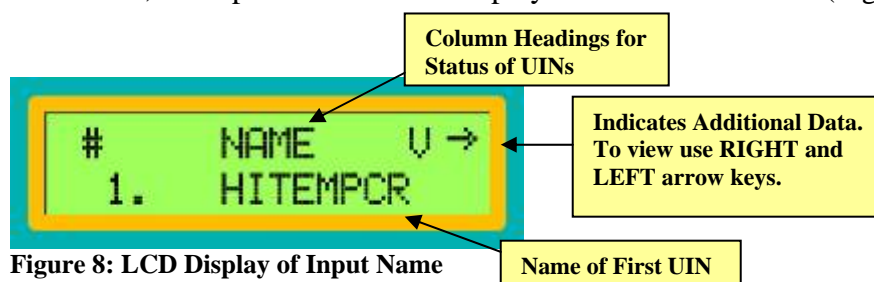 Column Headings for
Status of UINs
# NAME V →
1. HITEMPCR
Indicates Additional Data.
To view use RIGHT and
LEFT arrow keys.
Figure 8: LCD Display of Input Name
Name of First UIN